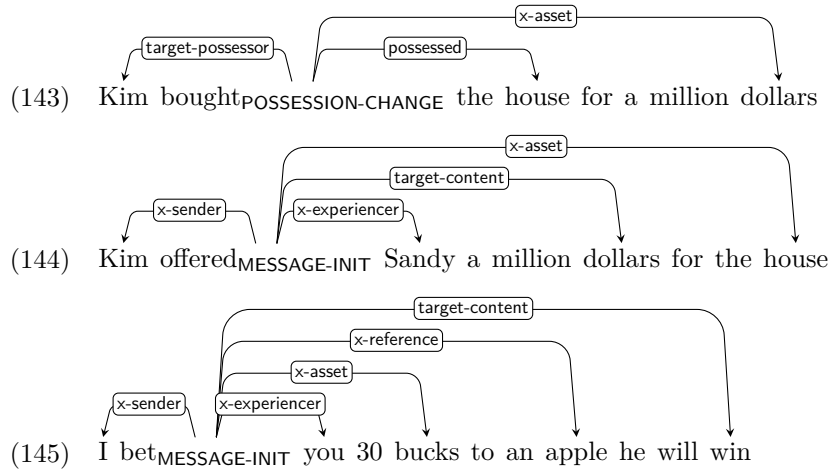 x-asset
target-possessor possessed
(143) Kim bought POSSESSION-CHANGE the house for a million dollars
x-asset
target-content
x-sender x-experiencer
(144) Kim offered MESSAGE-INIT Sandy a million dollars for the house
target-content
x-reference
x-asset
x-sender x-experiencer
(145) I bet MESSAGE-INIT you 30 bucks to an apple he will win